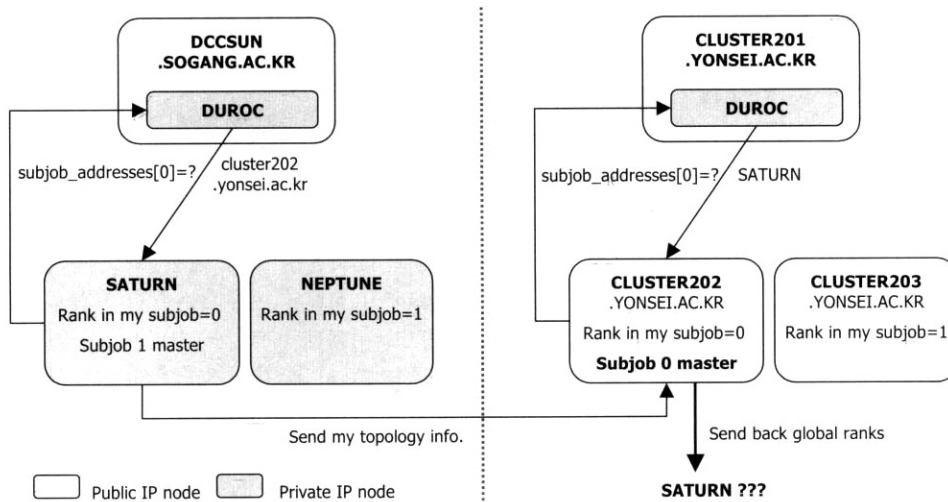 DCCSUN
.SOGANG.AC.KR
DUROC
subjob_addresses[0]=?
cluster202
.yonsei.ac.kr
SATURN
Rank in my subjob=0
Subjob 1 master
NEPTUNE
Rank in my subjob=1
CLUSTER201
.YONSEI.AC.KR
DUROC
subjob_addresses[0]=?
SATURN
CLUSTER202
.YONSEI.AC.KR
Rank in my subjob=0
Subjob 0 master
CLUSTER203
.YONSEI.AC.KR
Rank in my subjob=1
Send my topology info.
Send back global ranks
SATURN ???
Public IP node
Private IP node